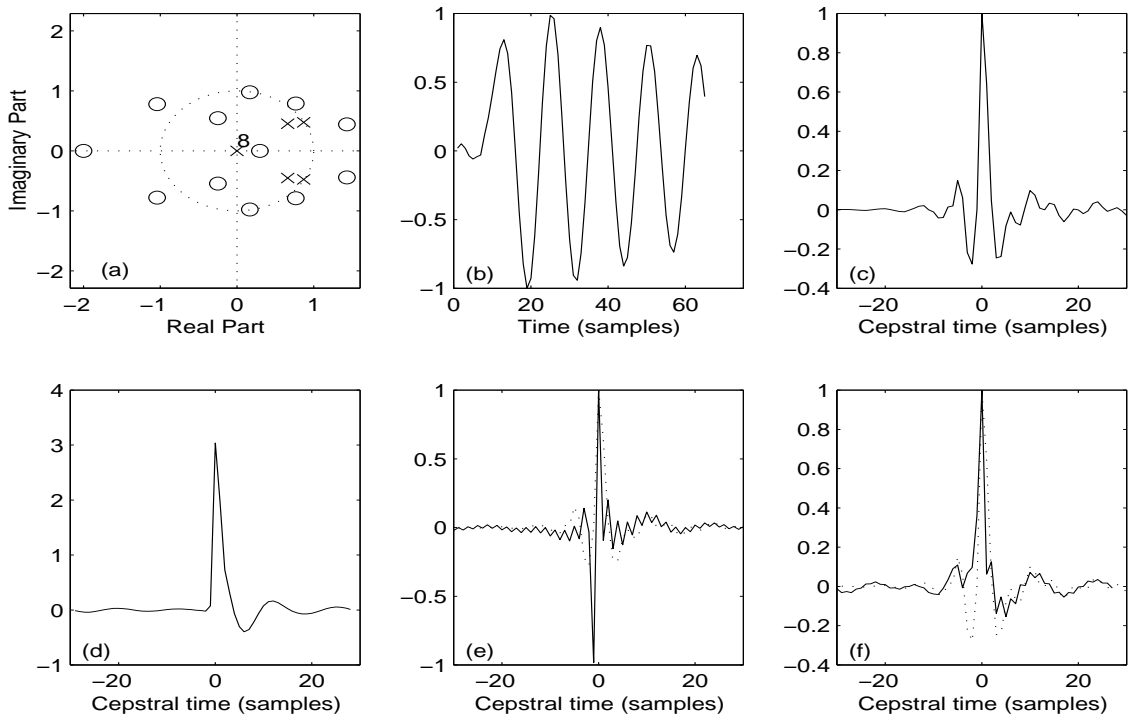 2
1
0
−1
−2
Imaginary Part
8
(a)
−2 −1 0 1
Real Part
1
0.5
0
−0.5
−1
(b)
0 20 40 60
Time (samples)
1
0.8
0.6
0.4
0.2
0
−0.2
−0.4
(c)
−20 0 20
Cepstral time (samples)
4
3
2
1
0
−1
(d)
−20 0 20
Cepstral time (samples)
1
0.5
0
−0.5
−1
(e)
−20 0 20
Cepstral time (samples)
1
0.8
0.6
0.4
0.2
0
−0.2
−0.4
(f)
−20 0 20
Cepstral time (samples)